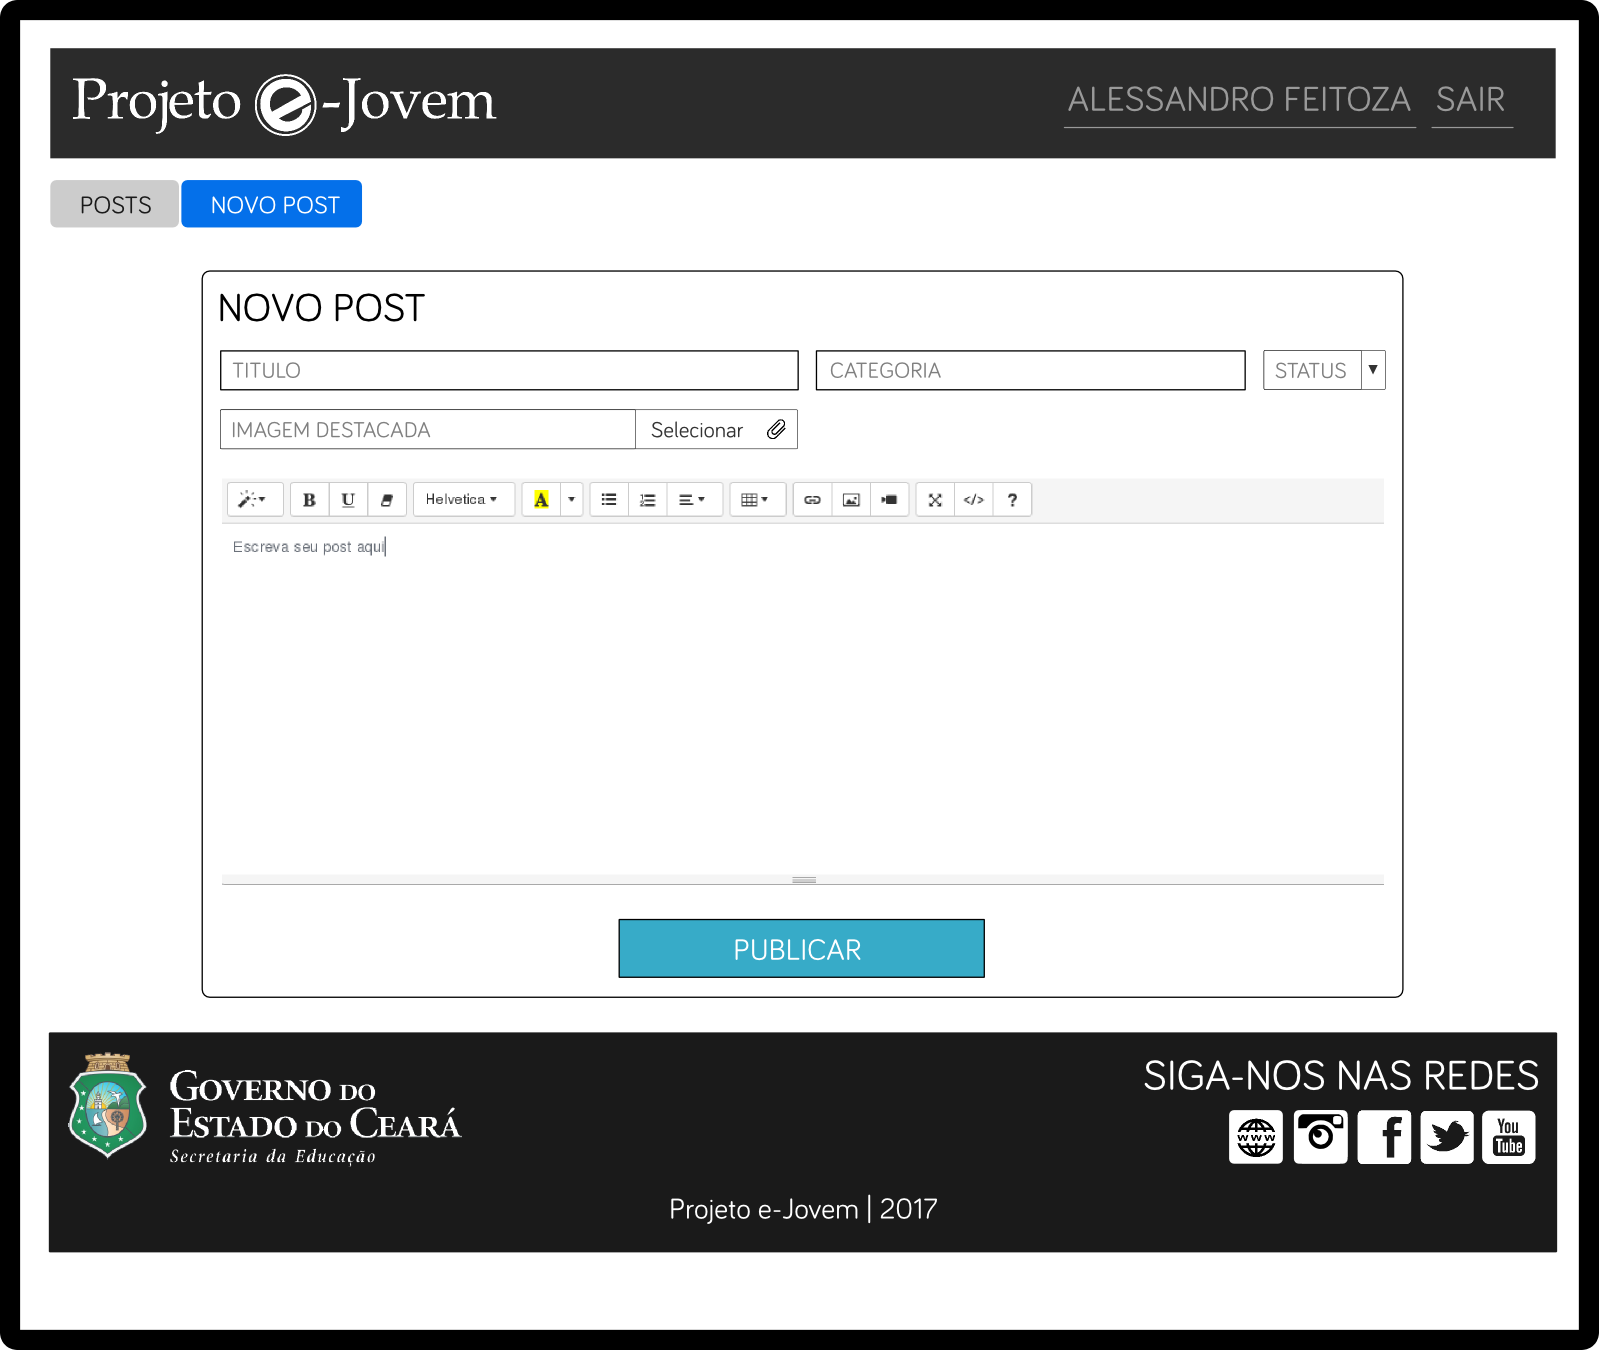 Projeto e-Jovem
ALESSANDRO FEITOZA SAIR
POSTS NOVO POST
NOVO POST
TITULO CATEGORIA STATUS ▼
IMAGEM DESTACADA Selecionar
B U Helvetica A </> ?
Escreva seu post aqui
PUBLICAR
GOVERNO DO
ESTADO DO CEARÁ
Secretaria da Educação
SIGA-NOS NAS REDES
WWW f You Tube
Projeto e-Jovem | 2017